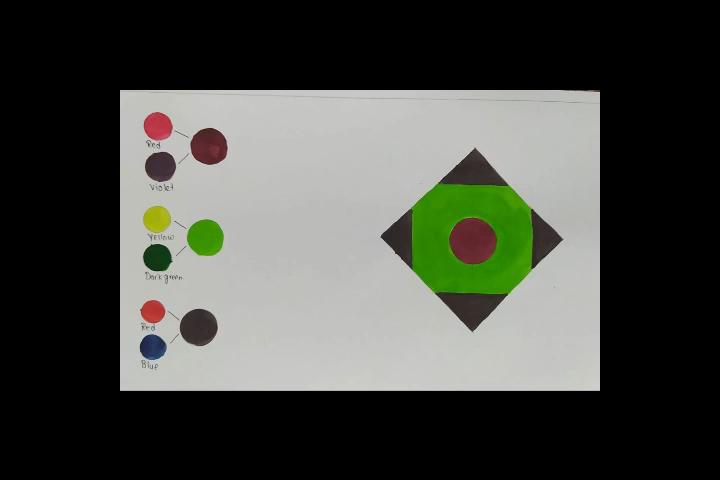 Red
Violet
Yellow
Dark green
Red
Blue